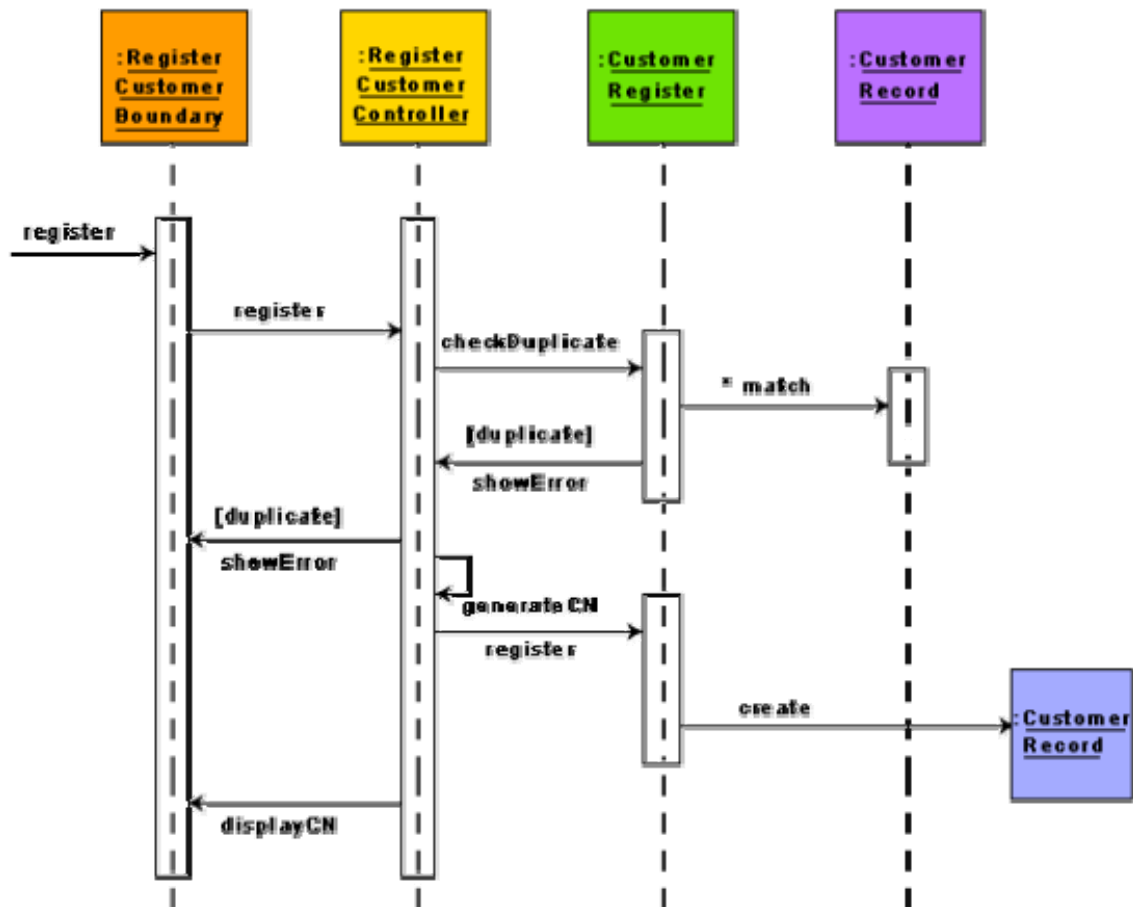 :Register
Customer
Boundary
:Register
Customer
Controller
:Customer
Register
:Customer
Record
register
register
checkDuplicate
* match
[duplicate]
showError
[duplicate]
showError
generateCN
register
create
:Customer
Record
displayCN